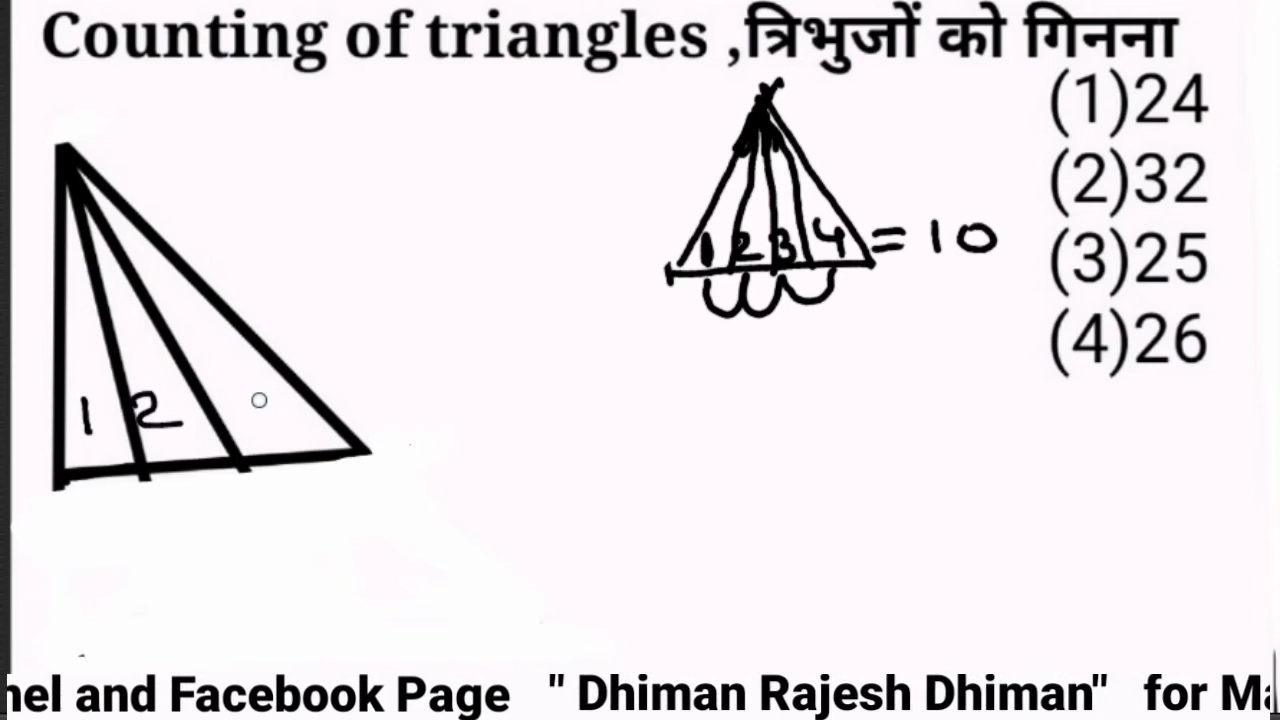 Counting of triangles ,त्रिभुजों को गिनना
(1)24
(2)32
(3)25
(4)26
1 2 3 4 = 10
1 2
nel and Facebook Page " Dhiman Rajesh Dhiman" for Ma